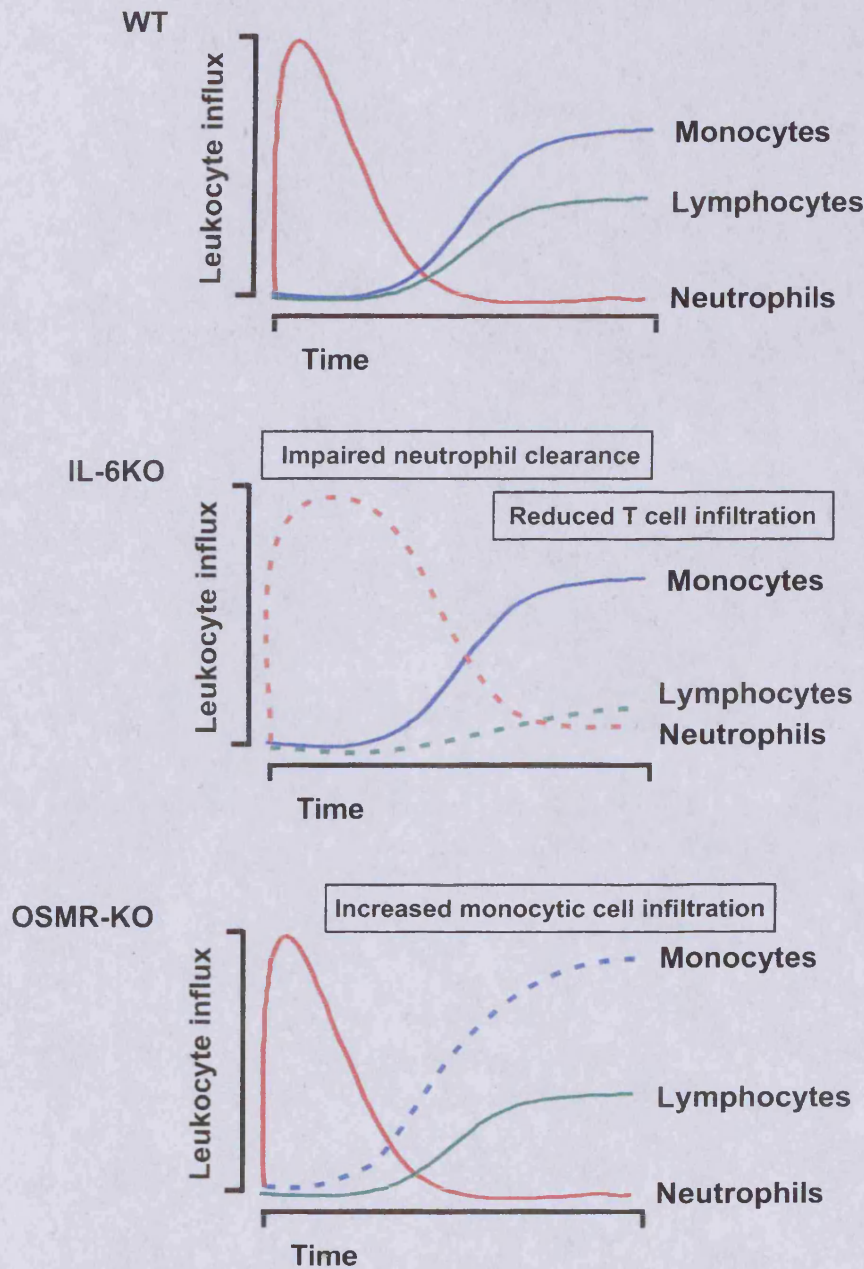 WT
Leukocyte influx
Monocytes
Lymphocytes
Neutrophils
Time
IL-6KO
Impaired neutrophil clearance
Reduced T cell infiltration
Leukocyte influx
Monocytes
Lymphocytes
Neutrophils
Time
OSMR-KO
Increased monocytic cell infiltration
Leukocyte influx
Monocytes
Lymphocytes
Neutrophils
Time